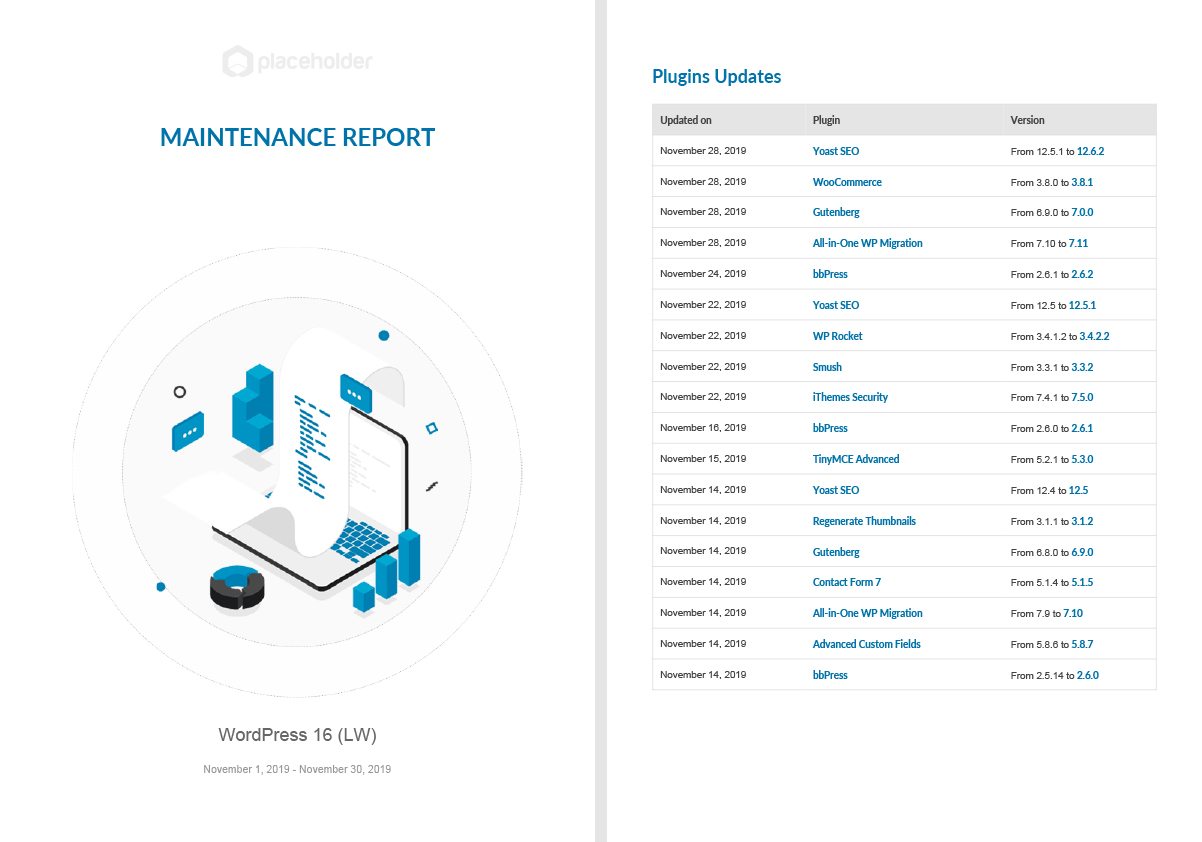 placeholder
MAINTENANCE REPORT
WordPress 16 (LW)
November 1, 2019 - November 30, 2019
Plugins Updates
Updated on Plugin Version
November 28, 2019 Yoast SEO From 12.5.1 to 12.6.2
November 28, 2019 WooCommerce From 3.8.0 to 3.8.1
November 28, 2019 Gutenberg From 6.9.0 to 7.0.0
November 28, 2019 All-in-One WP Migration From 7.10 to 7.11
November 24, 2019 bbPress From 2.6.1 to 2.6.2
November 22, 2019 Yoast SEO From 12.5 to 12.5.1
November 22, 2019 WP Rocket From 3.4.1.2 to 3.4.2.2
November 22, 2019 Smush From 3.3.1 to 3.3.2
November 22, 2019 iThemes Security From 7.4.1 to 7.5.0
November 16, 2019 bbPress From 2.6.0 to 2.6.1
November 15, 2019 TinyMCE Advanced From 5.2.1 to 5.3.0
November 14, 2019 Yoast SEO From 12.4 to 12.5
November 14, 2019 Regenerate Thumbnails From 3.1.1 to 3.1.2
November 14, 2019 Gutenberg From 6.8.0 to 6.9.0
November 14, 2019 Contact Form 7 From 5.1.4 to 5.1.5
November 14, 2019 All-in-One WP Migration From 7.9 to 7.10
November 14, 2019 Advanced Custom Fields From 5.8.6 to 5.8.7
November 14, 2019 bbPress From 2.5.14 to 2.6.0